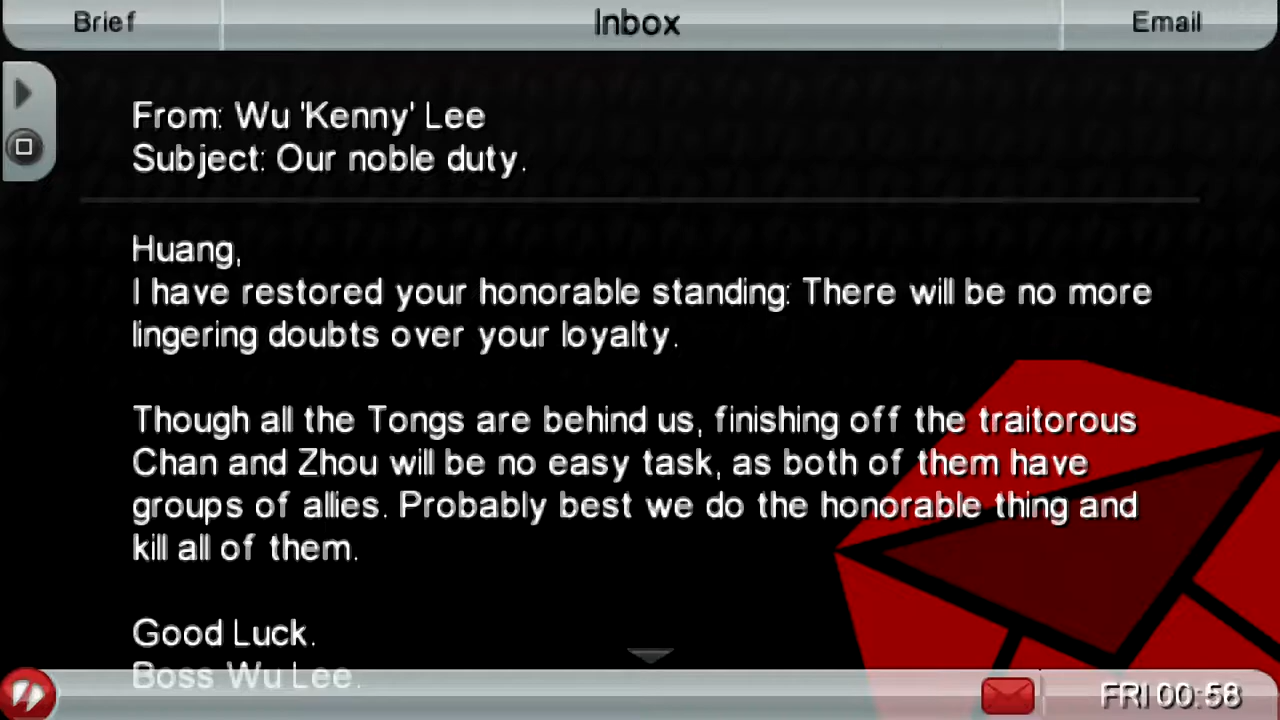 Brief
Inbox
Email
From: Wu 'Kenny' Lee
Subject: Our noble duty.
Huang,
I have restored your honorable standing: There will be no more
lingering doubts over your loyalty.
Though all the Tongs are behind us, finishing off the traitorous
Chan and Zhou will be no easy task, as both of them have
groups of allies. Probably best we do the honorable thing and
kill all of them.
Good Luck.
Boss Wu Lee.
FRI 00:58